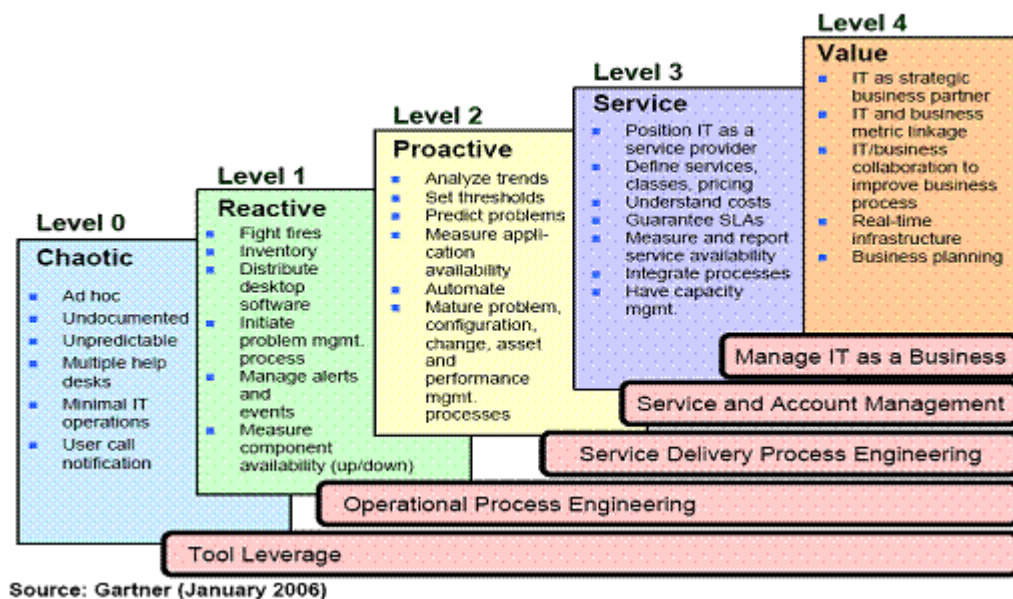 Level 0
Chaotic
Ad hoc
Undocumented
Unpredictable
Multiple help
desks
Minimal IT
operations
User call
notification
Level 1
Reactive
Fight fires
Inventory
Distribute
desktop
software
Initiate
problem mgmt.
process
Manage alerts
and
events
Measure
component
availability (up/down)
Level 2
Proactive
Analyze trends
Set thresholds
Predict problems
Measure appli-
cation
availability
Automate
Mature problem,
configuration,
change, asset
and
performance
mgmt.
processes
Level 3
Service
Position IT as a
service provider
Define services,
classes, pricing
Understand costs
Guarantee SLAs
Measure and report
service availability
Integrate processes
Have capacity
mgmt.
Level 4
Value
IT as strategic
business partner
IT and business
metric linkage
IT/business
collaboration to
improve business
process
Real-time
infrastructure
Business planning
Manage IT as a Business
Service and Account Management
Service Delivery Process Engineering
Operational Process Engineering
Tool Leverage
Source: Gartner (January 2006)